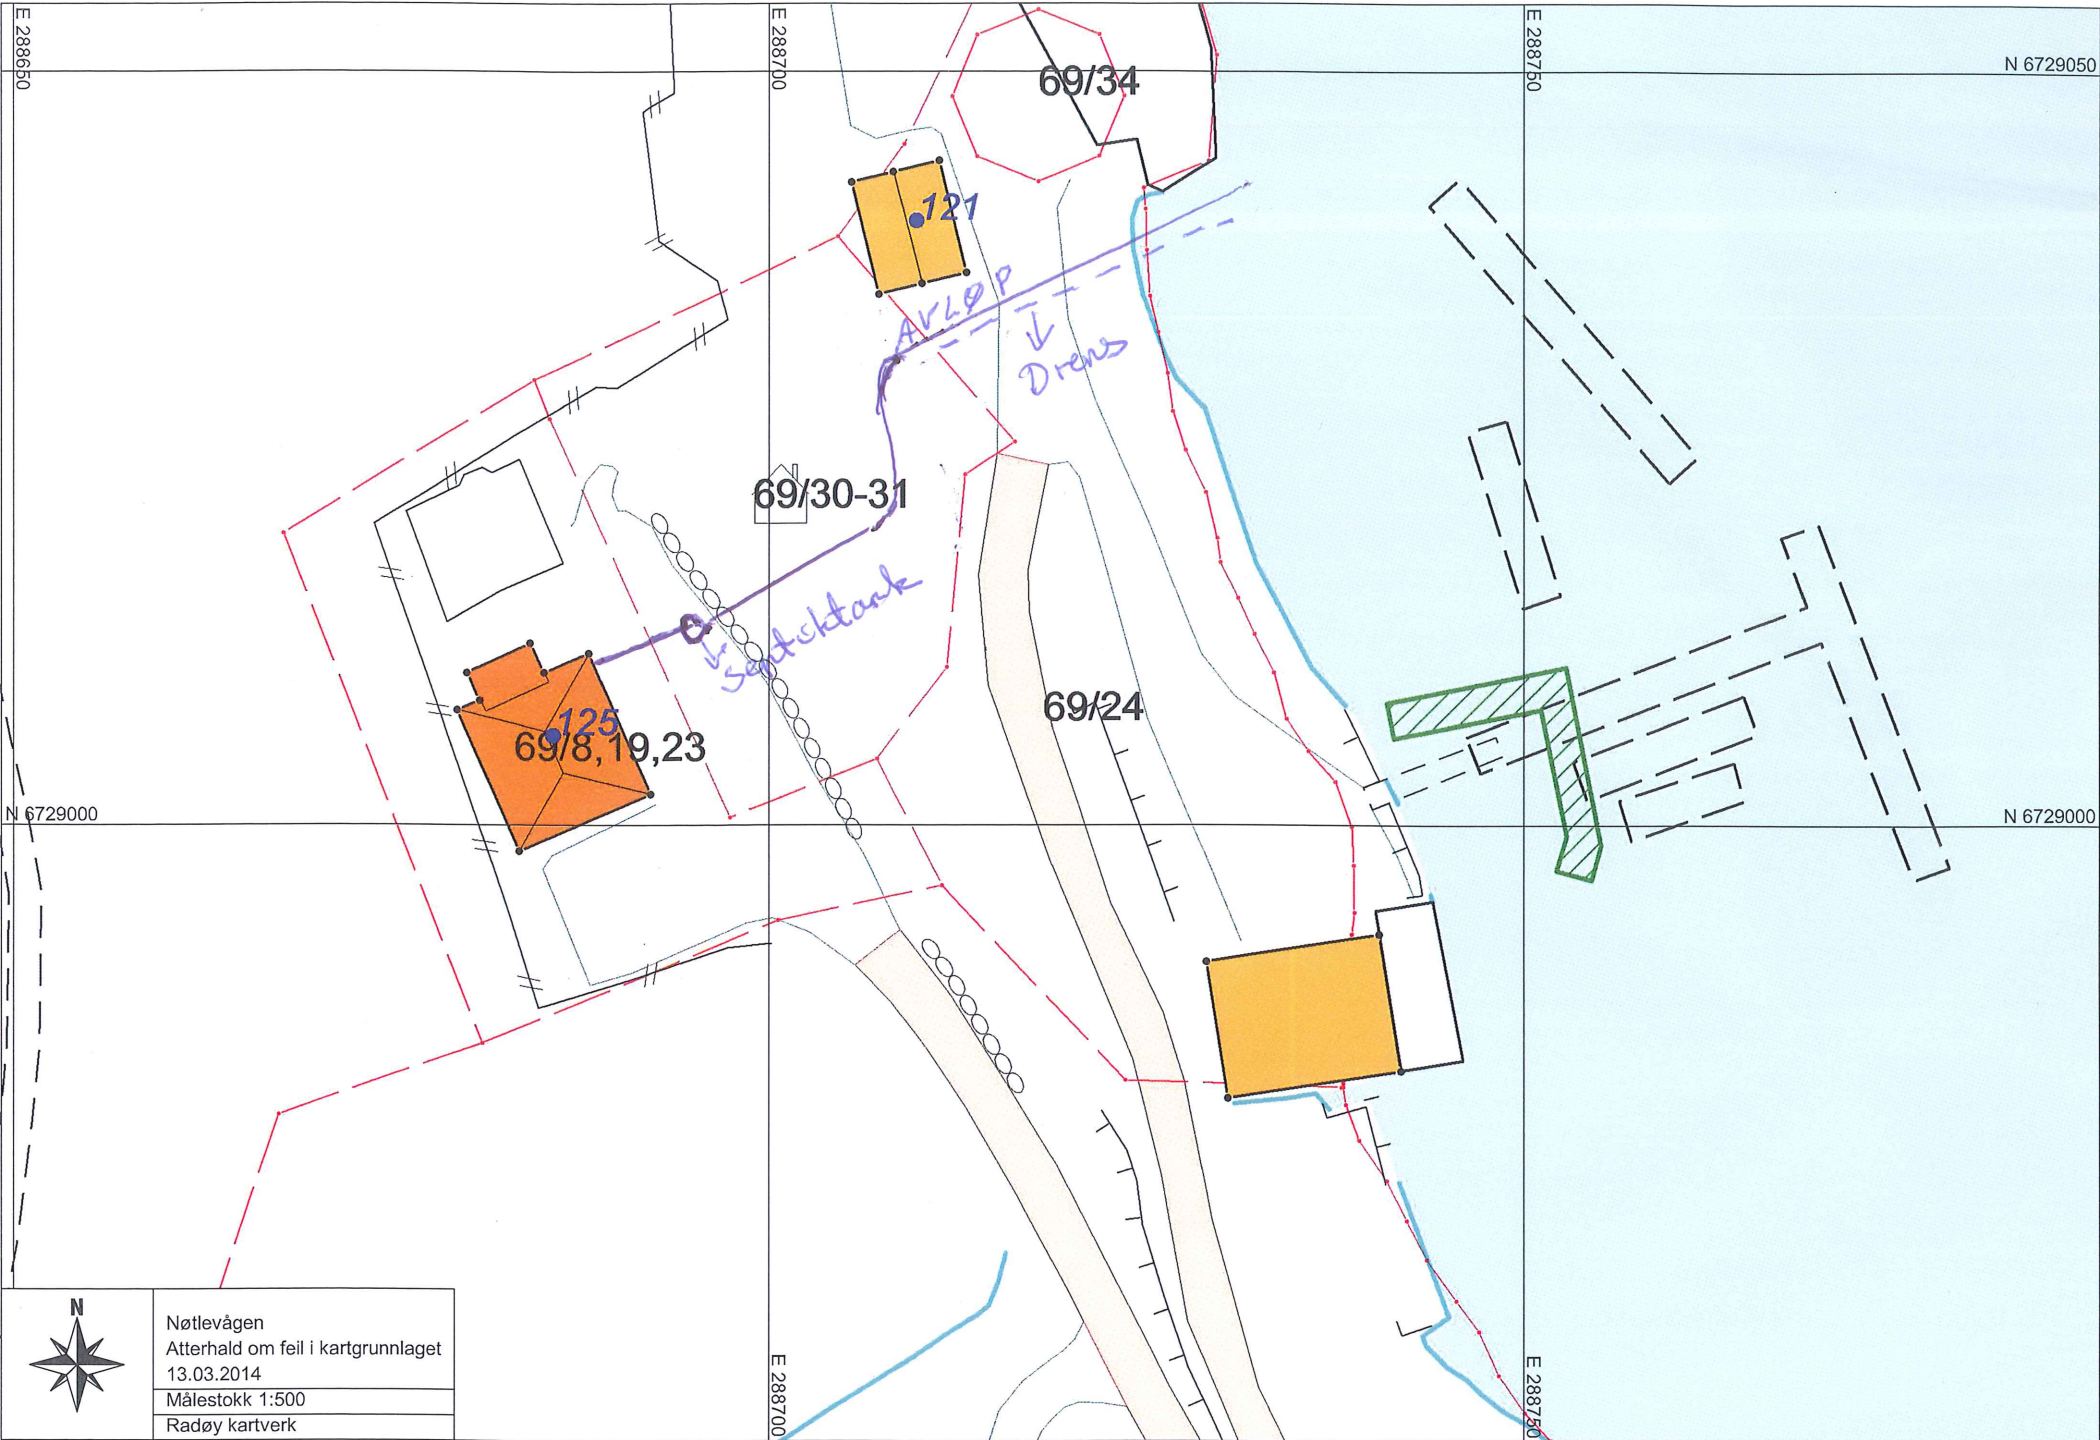 E 288650
E 288700
E 288750
N 6729050
69/34
121
AVLØP
Drens
69/30-31
septiktank
69/24
125
69/8,19,23
N 6729000
N 6729000
N
Nøtlevågen
Atterhald om feil i kartgrunnlaget
13.03.2014
Målestokk 1:500
Radøy kartverk
E 288700
E 288750